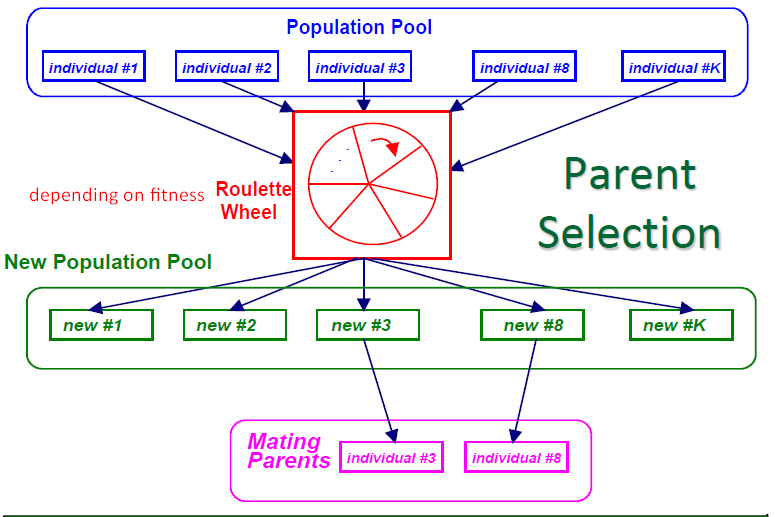 Population Pool
individual #1
individual #2
individual #3
individual #8
individual #K
depending on fitness
Roulette
Wheel
Parent
Selection
New Population Pool
new #1
new #2
new #3
new #8
new #K
Mating
Parents
individual #3
individual #8